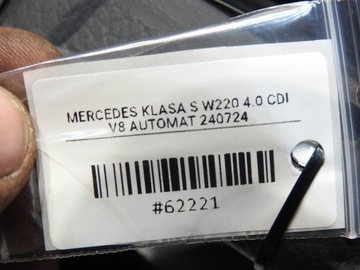 MERCEDES KLASA S W220 4.0 CDI
V8 AUTOMAT 240724
#62221